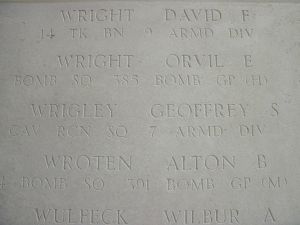 WRIGHT DAVID F
14 TK BN 9 ARMD DIV
WRIGHT ORVIL E
BOMB SQ 385 BOMB GP (H)
WRIGLEY GEOFFREY S
CAV RCN SQ 7 ARMD DIV
WROTEN ALTON B
BOMB SQ 391 BOMB GP (M)
WULFECK WILBUR A